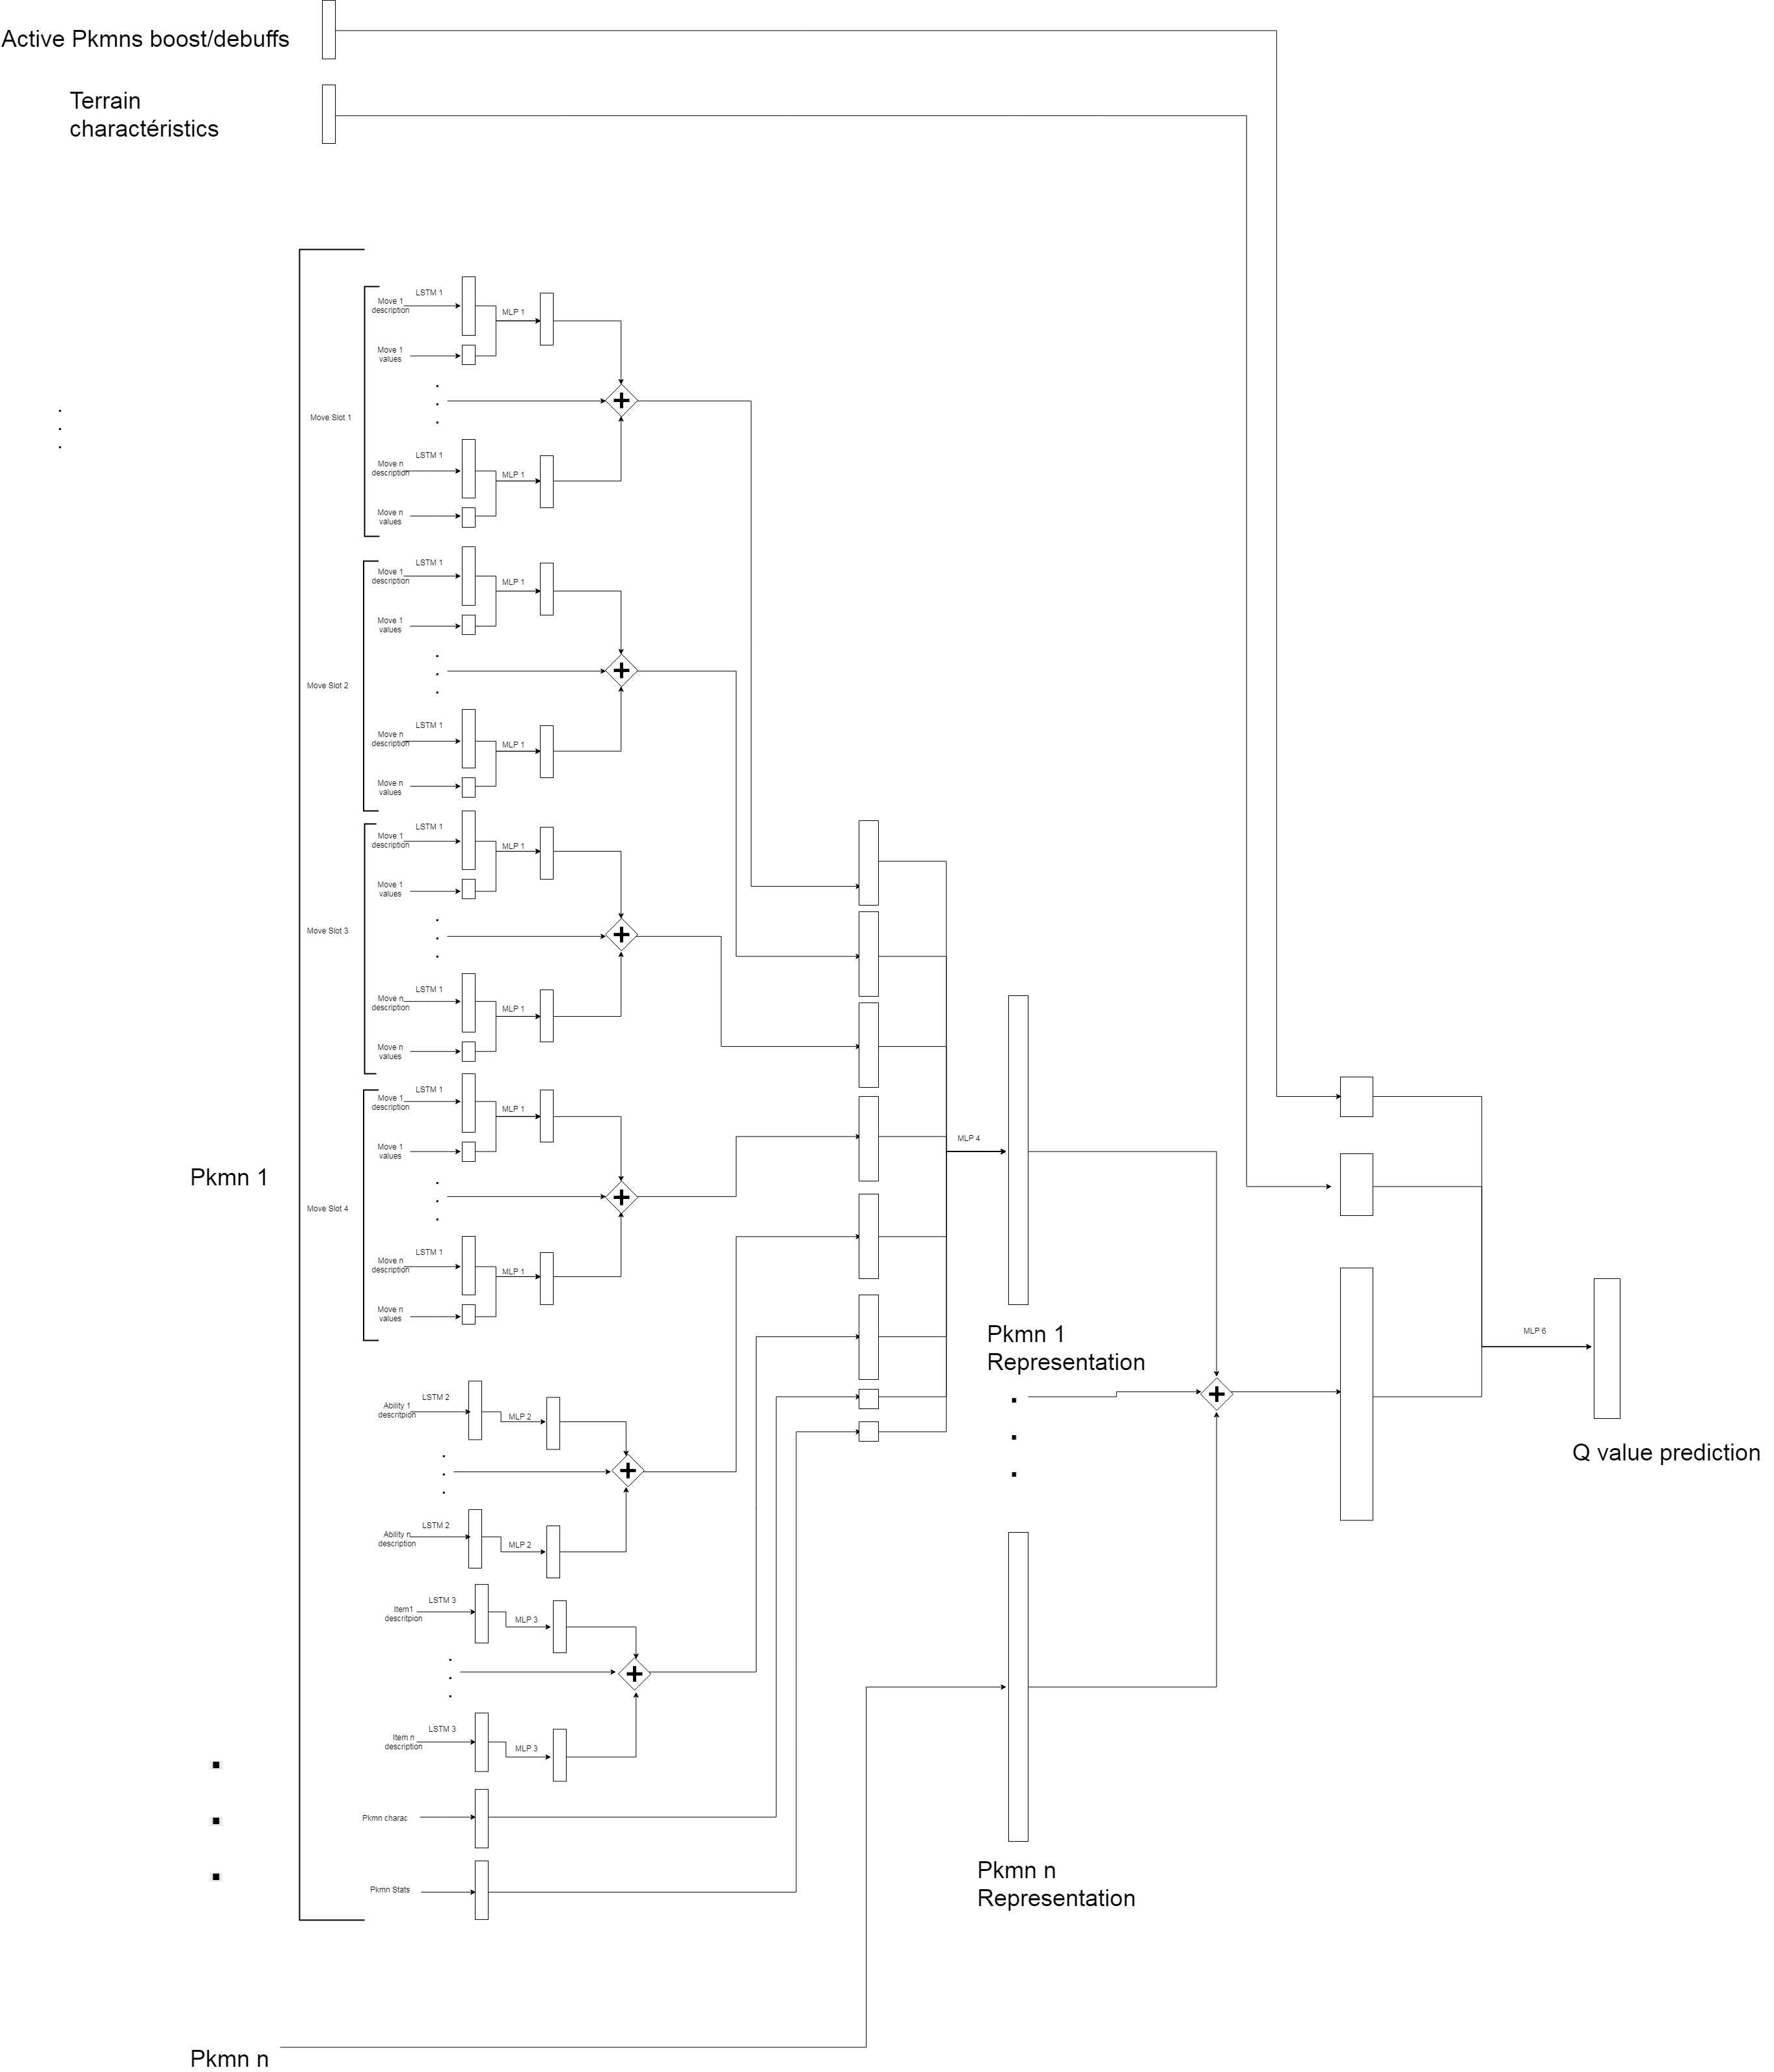 Active Pkmns boost/debuffs
Terrain
charactéristics
Move Slot 1
Move 1
description
LSTM 1
MLP 1
Move 1
values
Move n
description
LSTM 1
MLP 1
Move n
values
Move Slot 2
Move 1
description
LSTM 1
MLP 1
Move 1
values
Move n
description
LSTM 1
MLP 1
Move n
values
Move Slot 3
Move 1
description
LSTM 1
MLP 1
Move 1
values
Move n
description
LSTM 1
MLP 1
Move n
values
Pkmn 1
Move Slot 4
Move 1
description
LSTM 1
MLP 1
Move 1
values
Move n
description
LSTM 1
MLP 1
Move n
values
MLP 4
Pkmn 1
Representation
MLP 6
Q value prediction
Ability 1
descritpion
LSTM 2
MLP 2
Ability n
description
LSTM 2
MLP 2
Item1
descritpion
LSTM 3
MLP 3
Item n
description
LSTM 3
MLP 3
Pkmn charac
Pkmn Stats
Pkmn n
Representation
Pkmn n